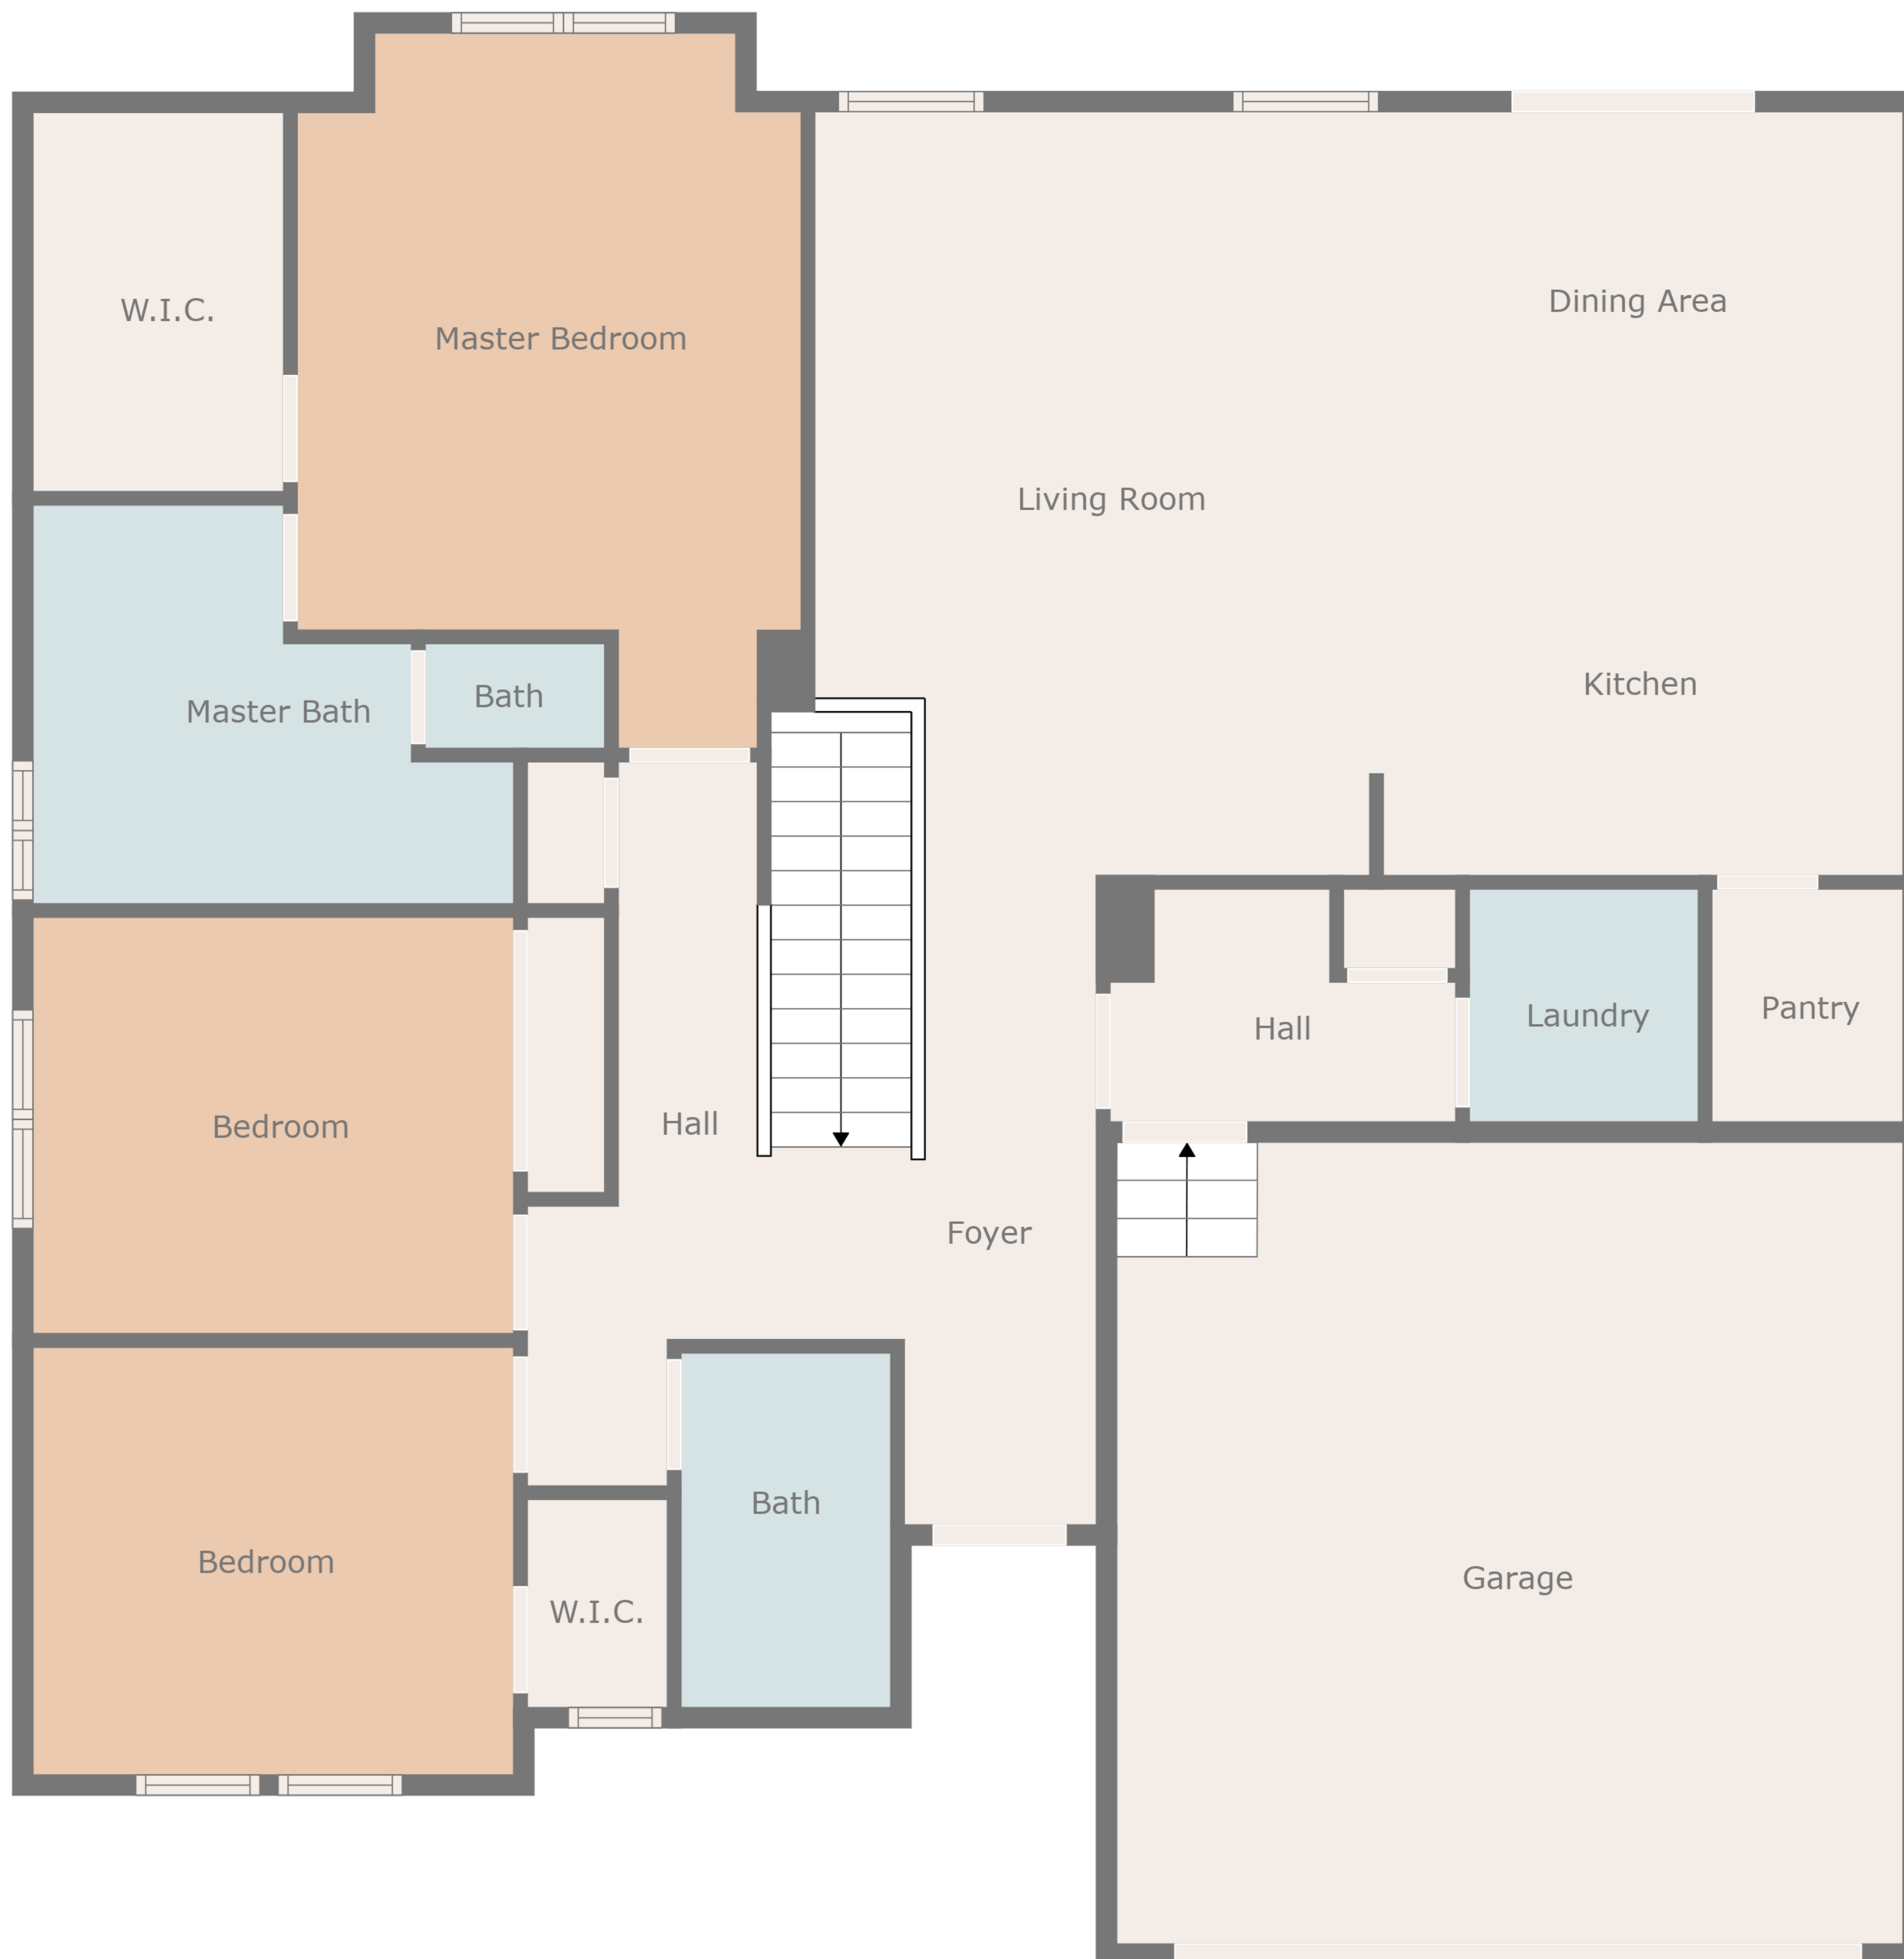 Dining Area
W.I.C.
Master Bedroom
Living Room
Kitchen
Bath
Master Bath
Pantry
Laundry
Hall
Hall
Bedroom
Foyer
Bath
Bedroom
Garage
W.I.C.